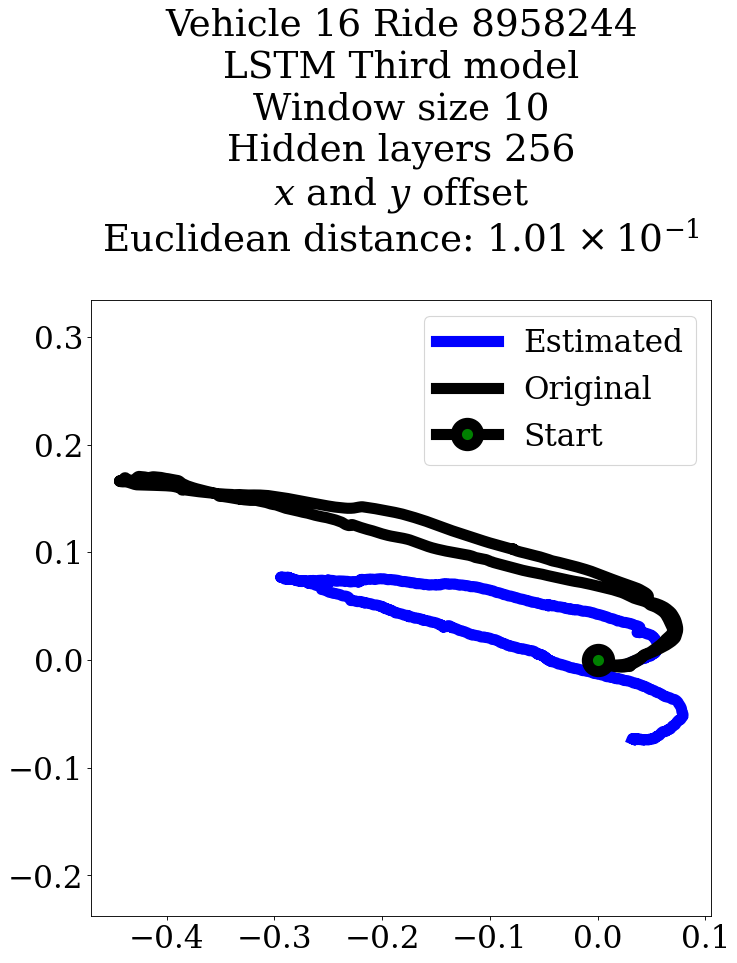 Vehicle 16 Ride 8958244
LSTM Third model
Window size 10
Hidden layers 256
x and y offset
Euclidean distance: 1.01 × 10⁻¹
Estimated
Original
Start
0.3
0.2
0.1
0.0
−0.1
−0.2
−0.4 −0.3 −0.2 −0.1 0.0 0.1